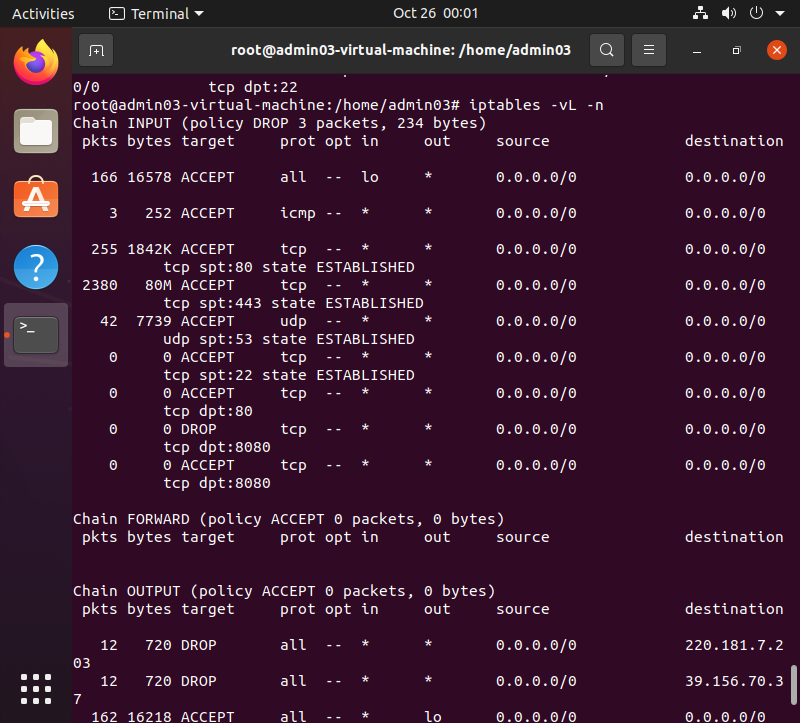 Activities Terminal Oct 26 00:01
root@admin03-virtual-machine: /home/admin03
0/0 tcp dpt:22
root@admin03-virtual-machine:/home/admin03# iptables -vL -n
Chain INPUT (policy DROP 3 packets, 234 bytes)
pkts bytes target prot opt in out source destination
166 16578 ACCEPT all -- lo * 0.0.0.0/0 0.0.0.0/0
3 252 ACCEPT icmp -- * * 0.0.0.0/0 0.0.0.0/0
255 1842K ACCEPT tcp -- * * 0.0.0.0/0 0.0.0.0/0
tcp spt:80 state ESTABLISHED
2380 80M ACCEPT tcp -- * * 0.0.0.0/0 0.0.0.0/0
tcp spt:443 state ESTABLISHED
42 7739 ACCEPT udp -- * * 0.0.0.0/0 0.0.0.0/0
udp spt:53 state ESTABLISHED
0 0 ACCEPT tcp -- * * 0.0.0.0/0 0.0.0.0/0
tcp spt:22 state ESTABLISHED
0 0 ACCEPT tcp -- * * 0.0.0.0/0 0.0.0.0/0
tcp dpt:80
0 0 DROP tcp -- * * 0.0.0.0/0 0.0.0.0/0
tcp dpt:8080
0 0 ACCEPT tcp -- * * 0.0.0.0/0 0.0.0.0/0
tcp dpt:8080
Chain FORWARD (policy ACCEPT 0 packets, 0 bytes)
pkts bytes target prot opt in out source destination
Chain OUTPUT (policy ACCEPT 0 packets, 0 bytes)
pkts bytes target prot opt in out source destination
12 720 DROP all -- * * 0.0.0.0/0 220.181.7.2
03
12 720 DROP all -- * * 0.0.0.0/0 39.156.70.3
7
162 16218 ACCEPT all -- * lo 0.0.0.0/0 0.0.0.0/0